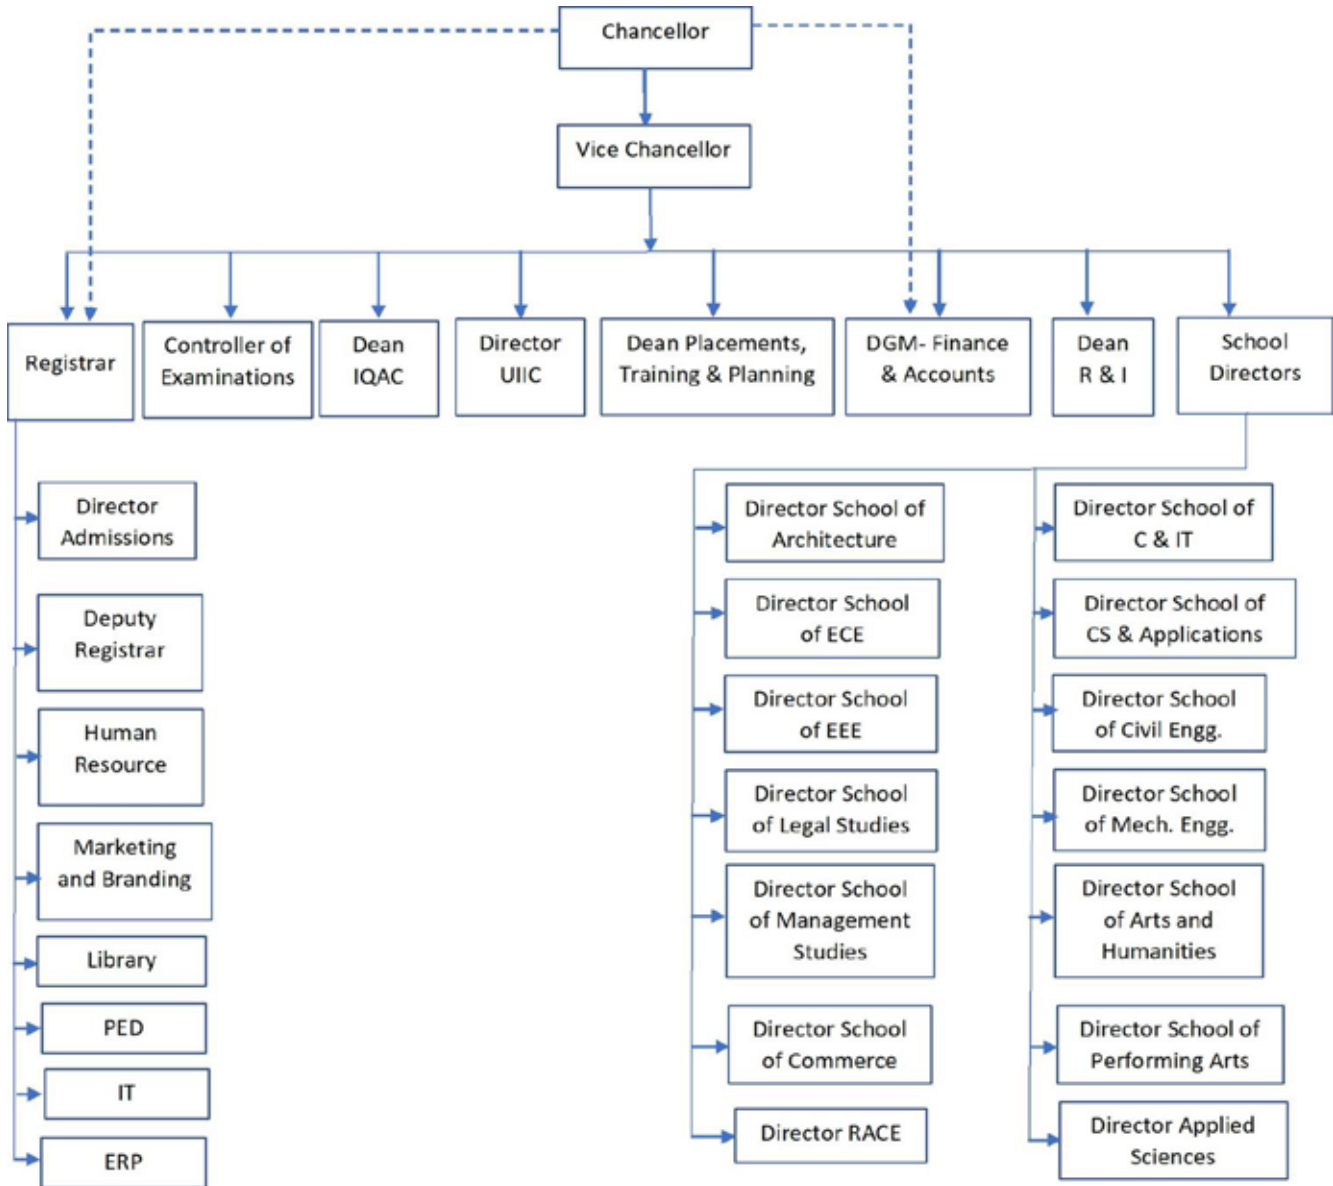 Chancellor
Vice Chancellor
Registrar
Controller of
Examinations
Dean
IQAC
Director
UIIC
Dean Placements,
Training & Planning
DGM- Finance
& Accounts
Dean
R & I
School
Directors
Director
Admissions
Deputy
Registrar
Human
Resource
Marketing
and Branding
Library
PED
IT
ERP
Director School of
Architecture
Director School
of ECE
Director School
of EEE
Director School
of Legal Studies
Director School
of Management
Studies
Director School
of Commerce
Director RACE
Director School of
C & IT
Director School of
CS & Applications
Director School
of Civil Engg.
Director School
of Mech. Engg.
Director School
of Arts and
Humanities
Director School of
Performing Arts
Director Applied
Sciences